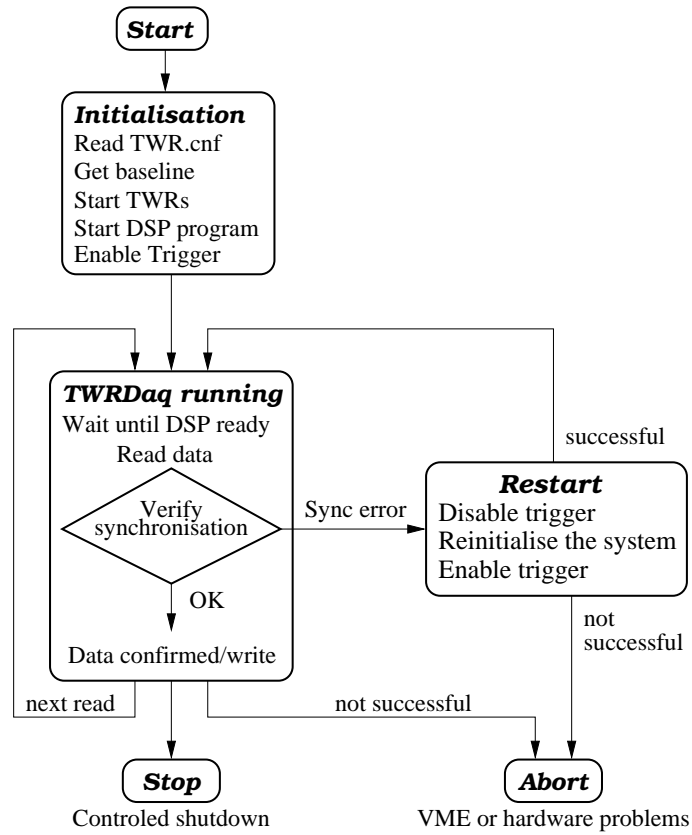 Start
Initialisation
Read TWR.cnf
Get baseline
Start TWRs
Start DSP program
Enable Trigger
TWRDaq running
Wait until DSP ready
Read data
Verify
synchronisation
Sync error
OK
Data confirmed/write
successful
Restart
Disable trigger
Reinitialise the system
Enable trigger
not
successful
next read
not successful
Stop
Controled shutdown
Abort
VME or hardware problems